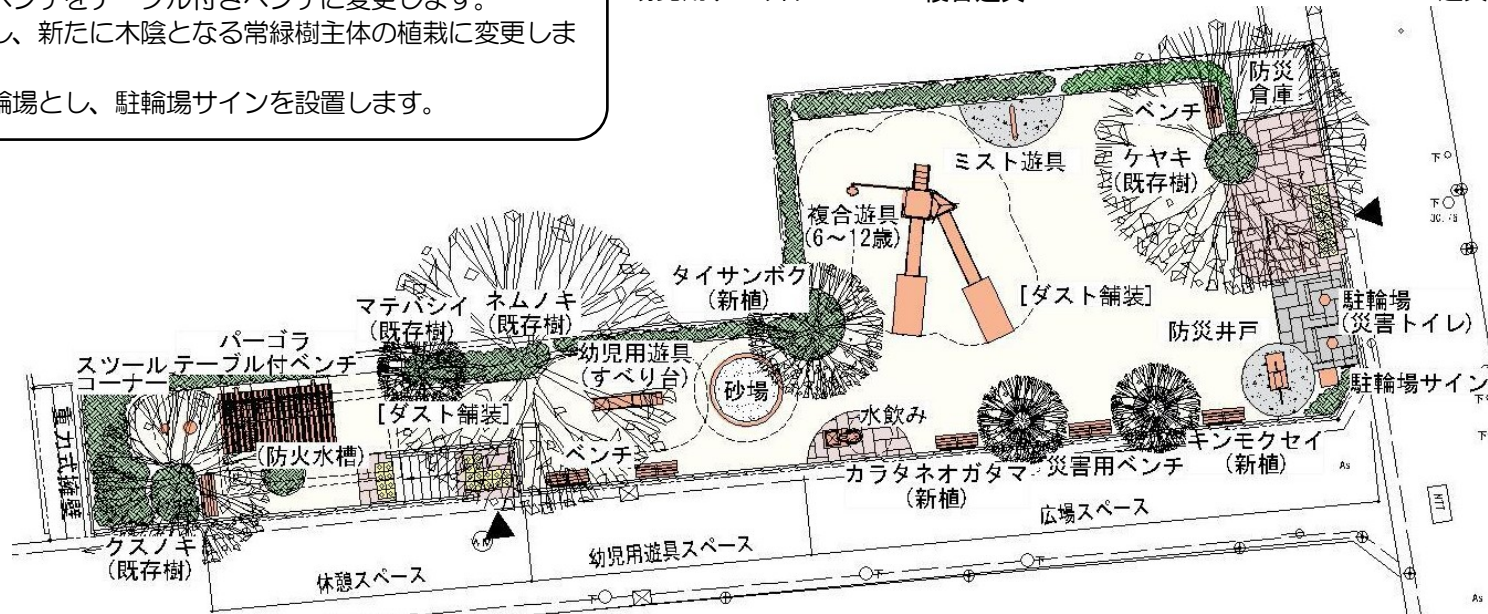 ベンチをテーブル付きベンチに変更します。
し、新たに木陰となる常緑樹主体の植栽に変更しま
輪場とし、駐輪場サインを設置します。
防災
倉庫
ベンチ
ミスト遊具
ケヤキ
(既存樹)
複合遊具
(6～12歳)
タイサンボク
(新植)
[ダスト舗装]
マテバシイ
(既存樹)
ネムノキ
(既存樹)
駐輪場
(災害トイレ)
防災井戸
パーゴラ
テーブル付ベンチ
スツール
コーナー
幼児用遊具
(すべり台)
砂場
駐輪場サイン
[ダスト舗装]
水飲み
重力式擁壁
(防火水槽)
ベンチ
カラタネオガタマ
(新植)
災害用ベンチ
キンモクセイ
(新植)
As
NTT
クスノキ
(既存樹)
休憩スペース
幼児用遊具スペース
広場スペース
下
下
下
下
下
下
As